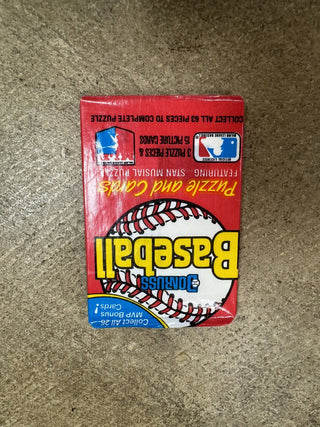 Collect All 26
MVP Bonus
Cards!
DONRUSS
Baseball
Puzzle and Cards
FEATURING: STAN MUSIAL PUZZLE
3 PUZZLE PIECES &
15 PICTURE CARDS
COLLECT ALL 63 PIECES TO COMPLETE PUZZLE